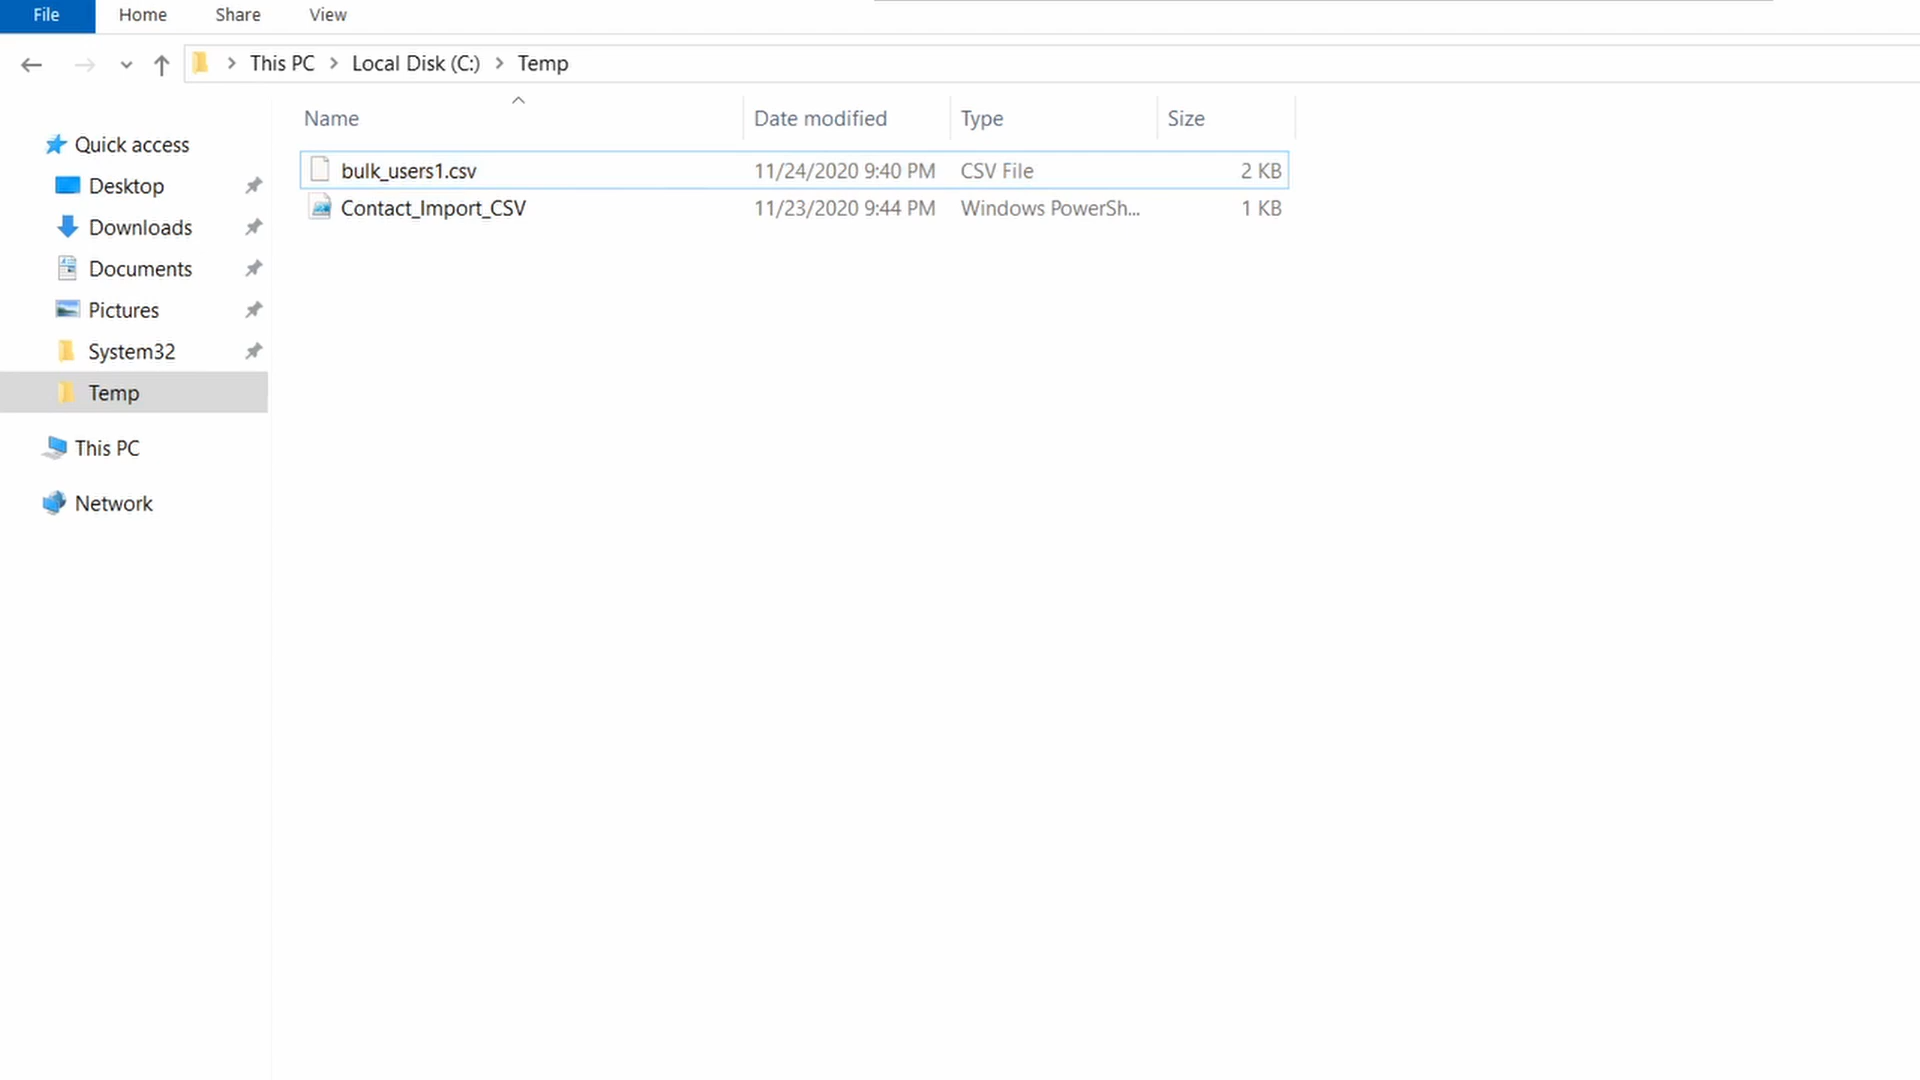 File Home Share View
This PC Local Disk (C:) Temp
Name Date modified Type Size
Quick access
Desktop
Downloads
Documents
Pictures
System32
Temp
This PC
Network
bulk_users1.csv 11/24/2020 9:40 PM CSV File 2 KB
Contact_Import_CSV 11/23/2020 9:44 PM Windows PowerSh... 1 KB